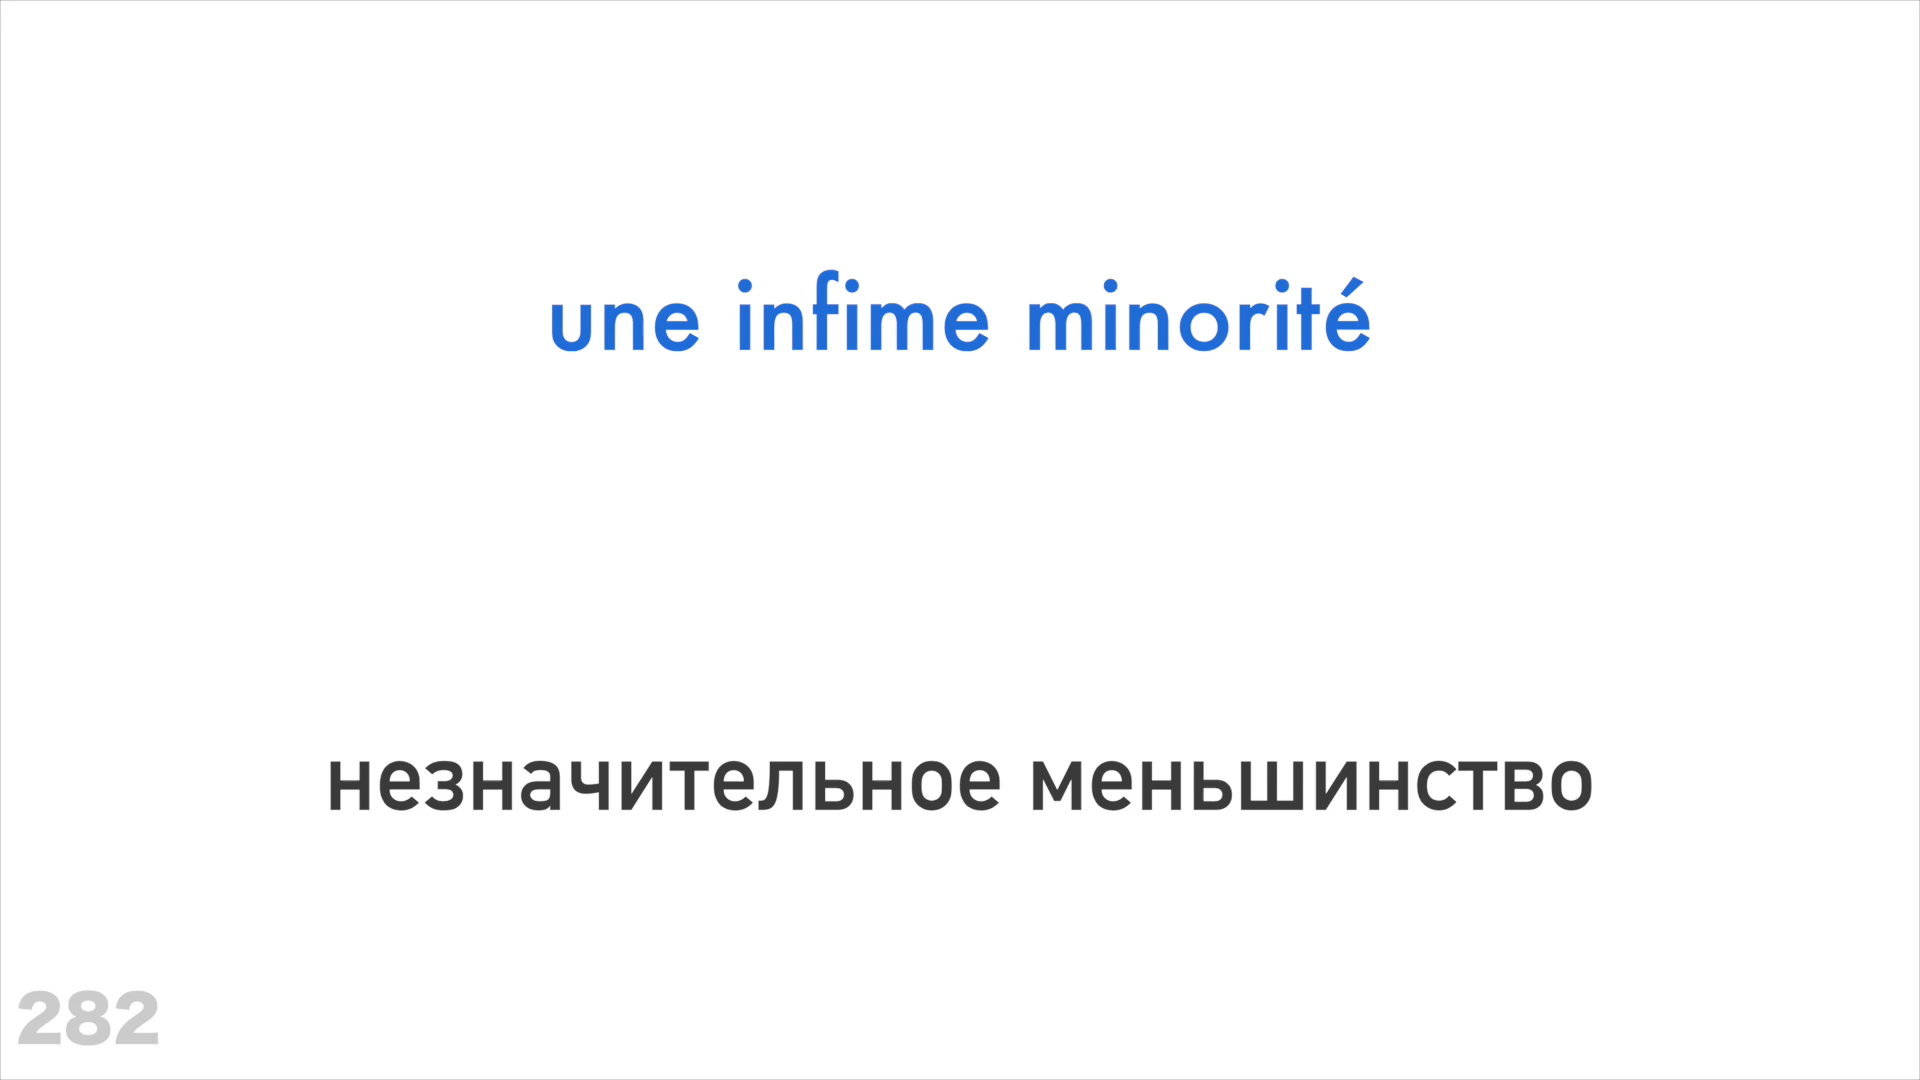 une infime minorité
незначительное меньшинство
282